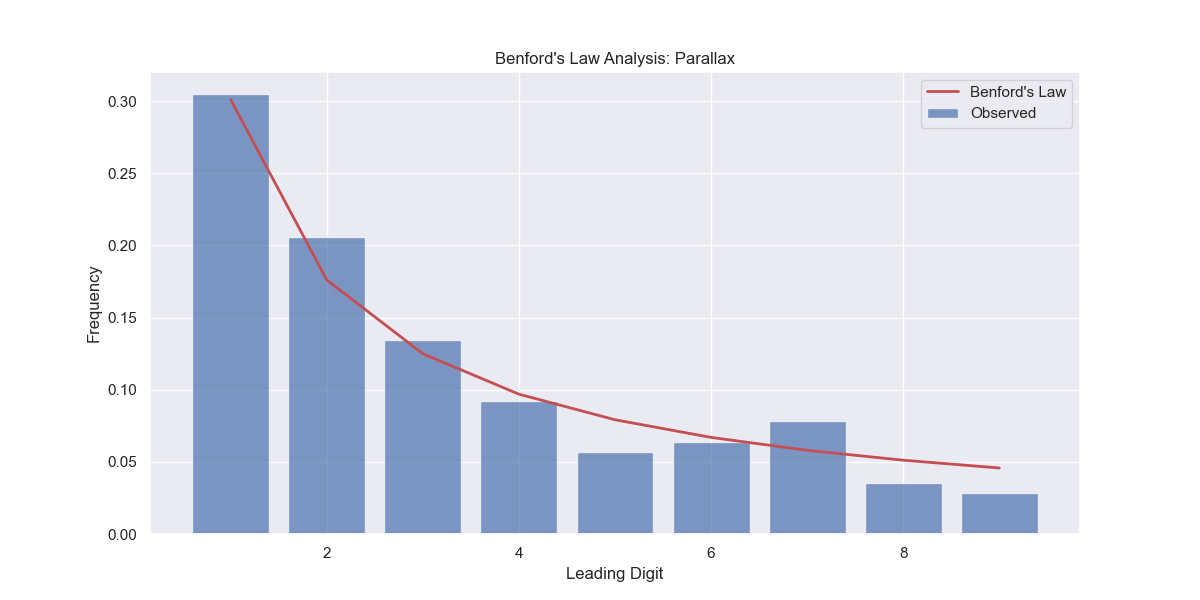 Benford's Law Analysis: Parallax
Benford's Law
Observed
0.30
0.25
0.20
0.15
0.10
0.05
0.00
Frequency
2
4
6
8
Leading Digit